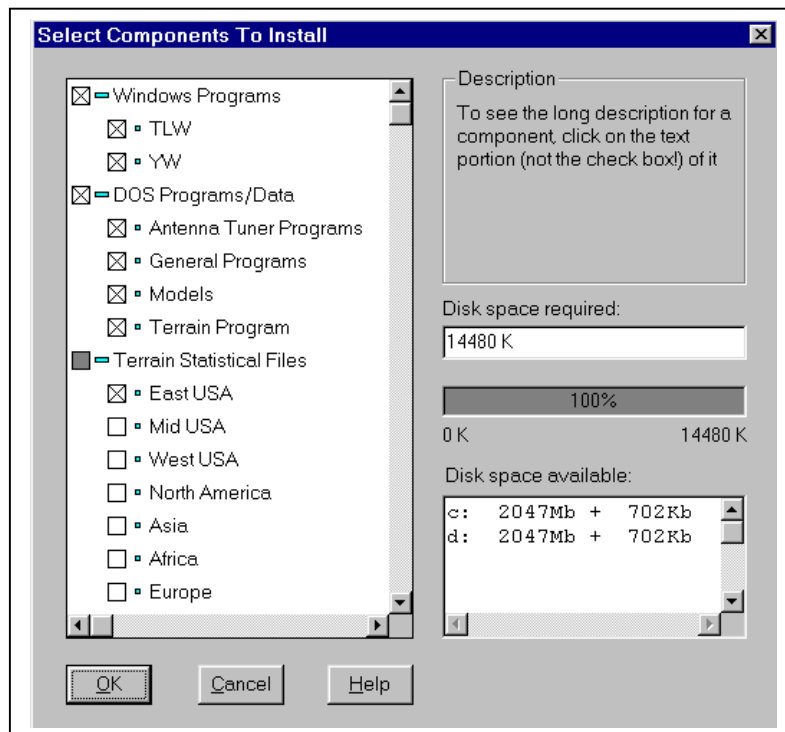 Select Components To Install
Windows Programs
TLW
YW
DOS Programs/Data
Antenna Tuner Programs
General Programs
Models
Terrain Program
Terrain Statistical Files
East USA
Mid USA
West USA
North America
Asia
Africa
Europe
OK
Cancel
Help
Description
To see the long description for a
component, click on the text
portion (not the check box!) of it
Disk space required:
14480 K
100%
0 K 14480 K
Disk space available:
c: 2047Mb + 702Kb
d: 2047Mb + 702Kb